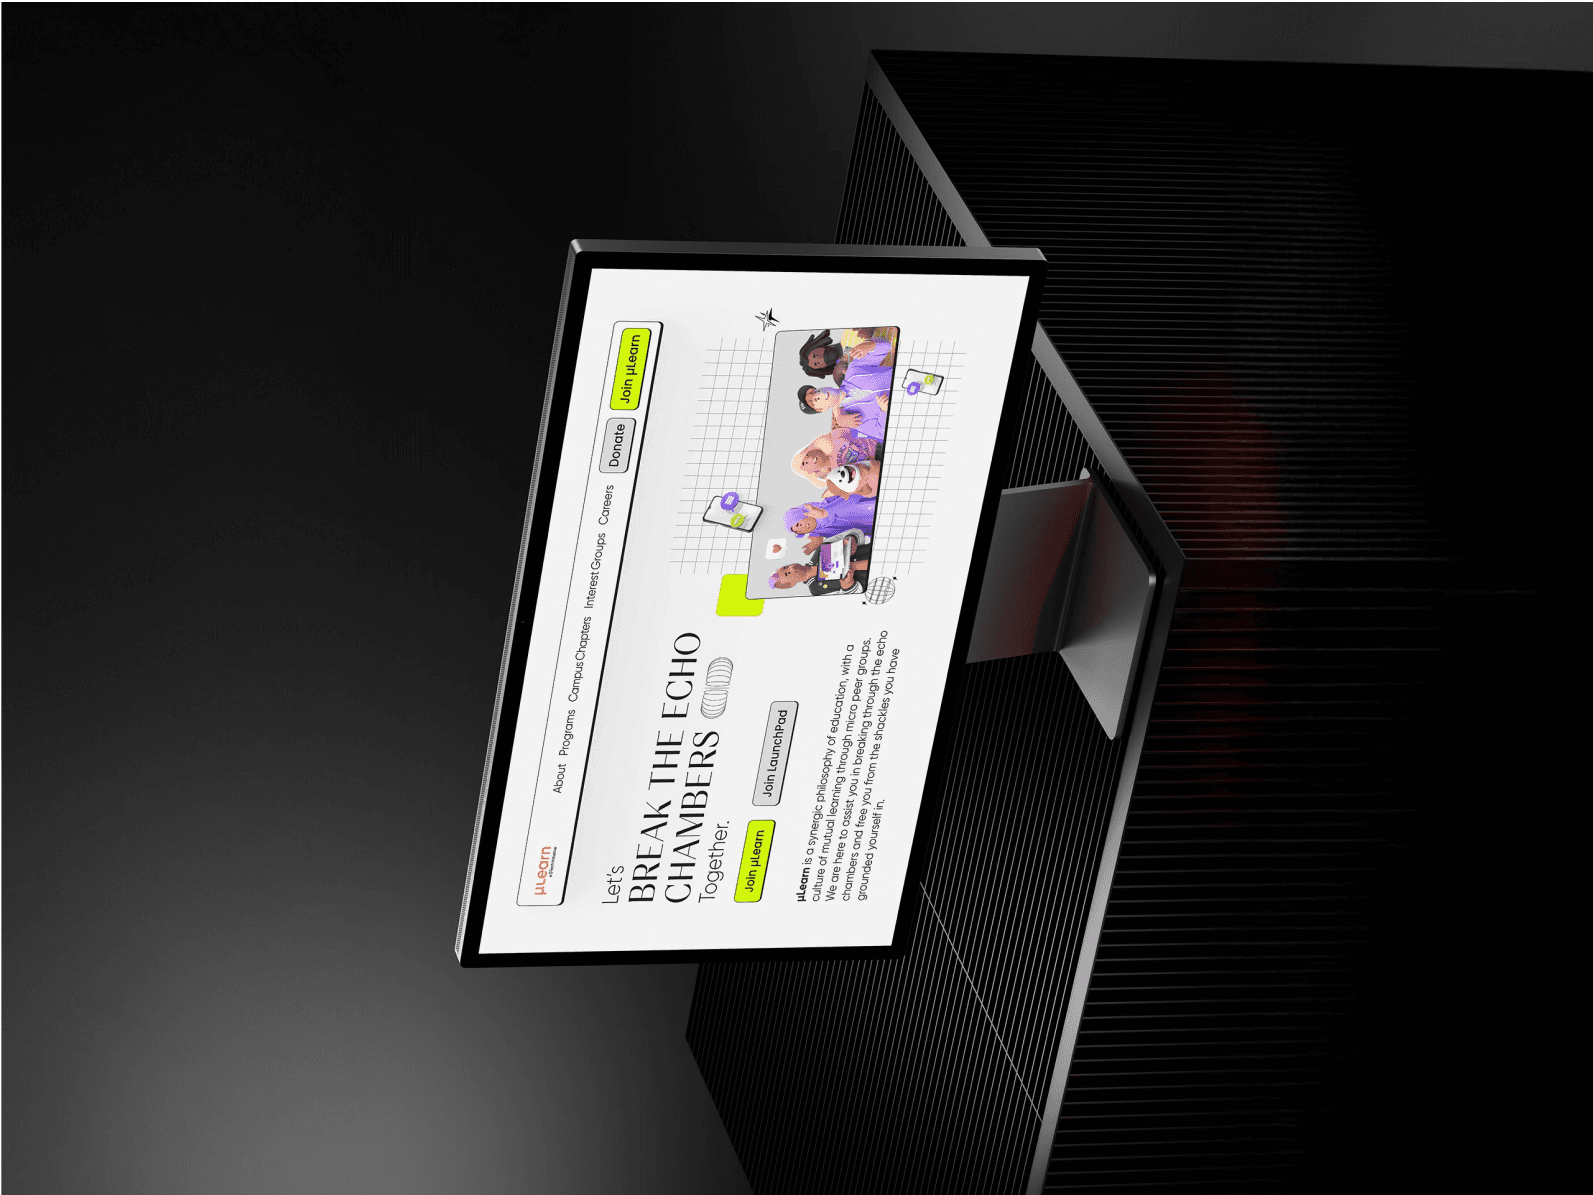 µLearn
About Programs Campus Chapters Interest Groups Careers
Donate
Join µLearn
Let's
BREAK THE ECHO
CHAMBERS
Together.
Join µLearn
Join LaunchPad
µLearn is a synergic philosophy of education, with a
culture of mutual learning through micro peer groups.
We are here to assist you in breaking through the echo
chambers and free you from the shackles you have
grounded yourself in.